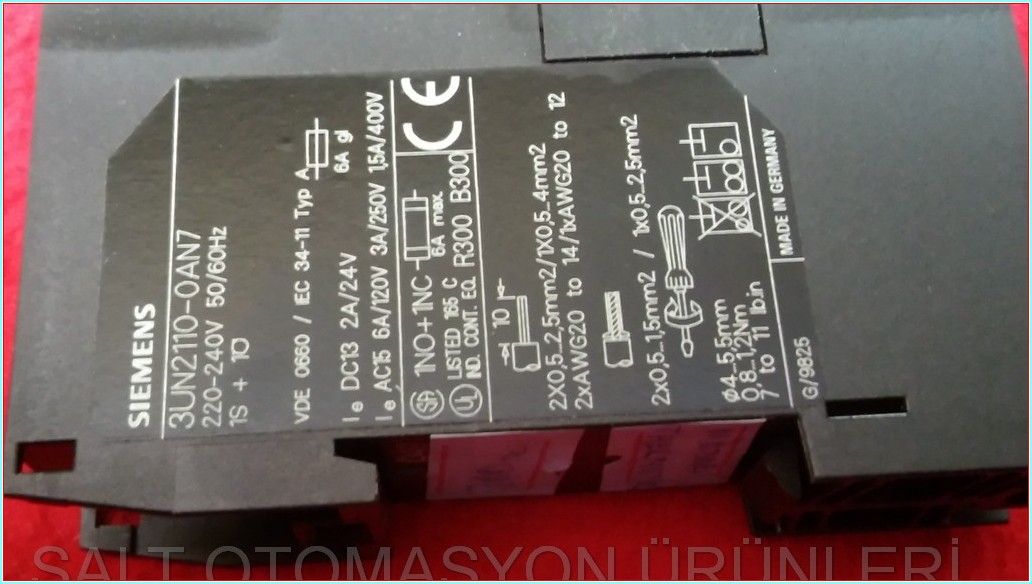 SIEMENS
3UN2110-0AN7
220-240V 50/60Hz
1S + 1Ö
VDE 0660 / IEC 34-11 Typ A
6A gl
Ie DC13 2A/24V
Ie AC15 6A/120V 3A/250V 1,5A/400V
1NO+1NC
6A max.
CE
LISTED 165 C
IND. CONT. EQ. R300 B300
10
2X0,5...2,5mm2/1X0,5...4mm2
2xAWG20 to 14/1xAWG20 to 12
2x0,5...1,5mm2 / 1x0,5...2,5mm2
ø4...5,5mm
0,8...1,2Nm
7 to 11 lb.in
MADE IN GERMANY
G/9825
SALT OTOMASYON ÜRÜNLERİ